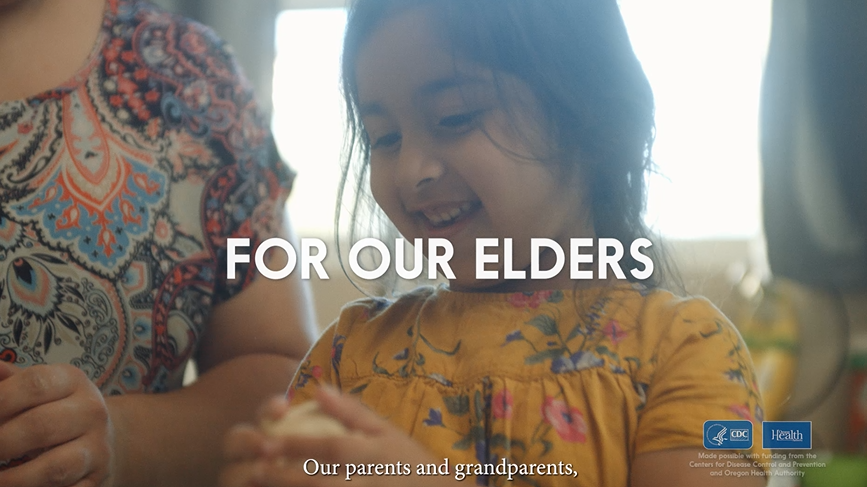 FOR OUR ELDERS
CDC
Health
Made possible with funding from the
Centers for Disease Control and Prevention
and Oregon Health Authority
Our parents and grandparents,